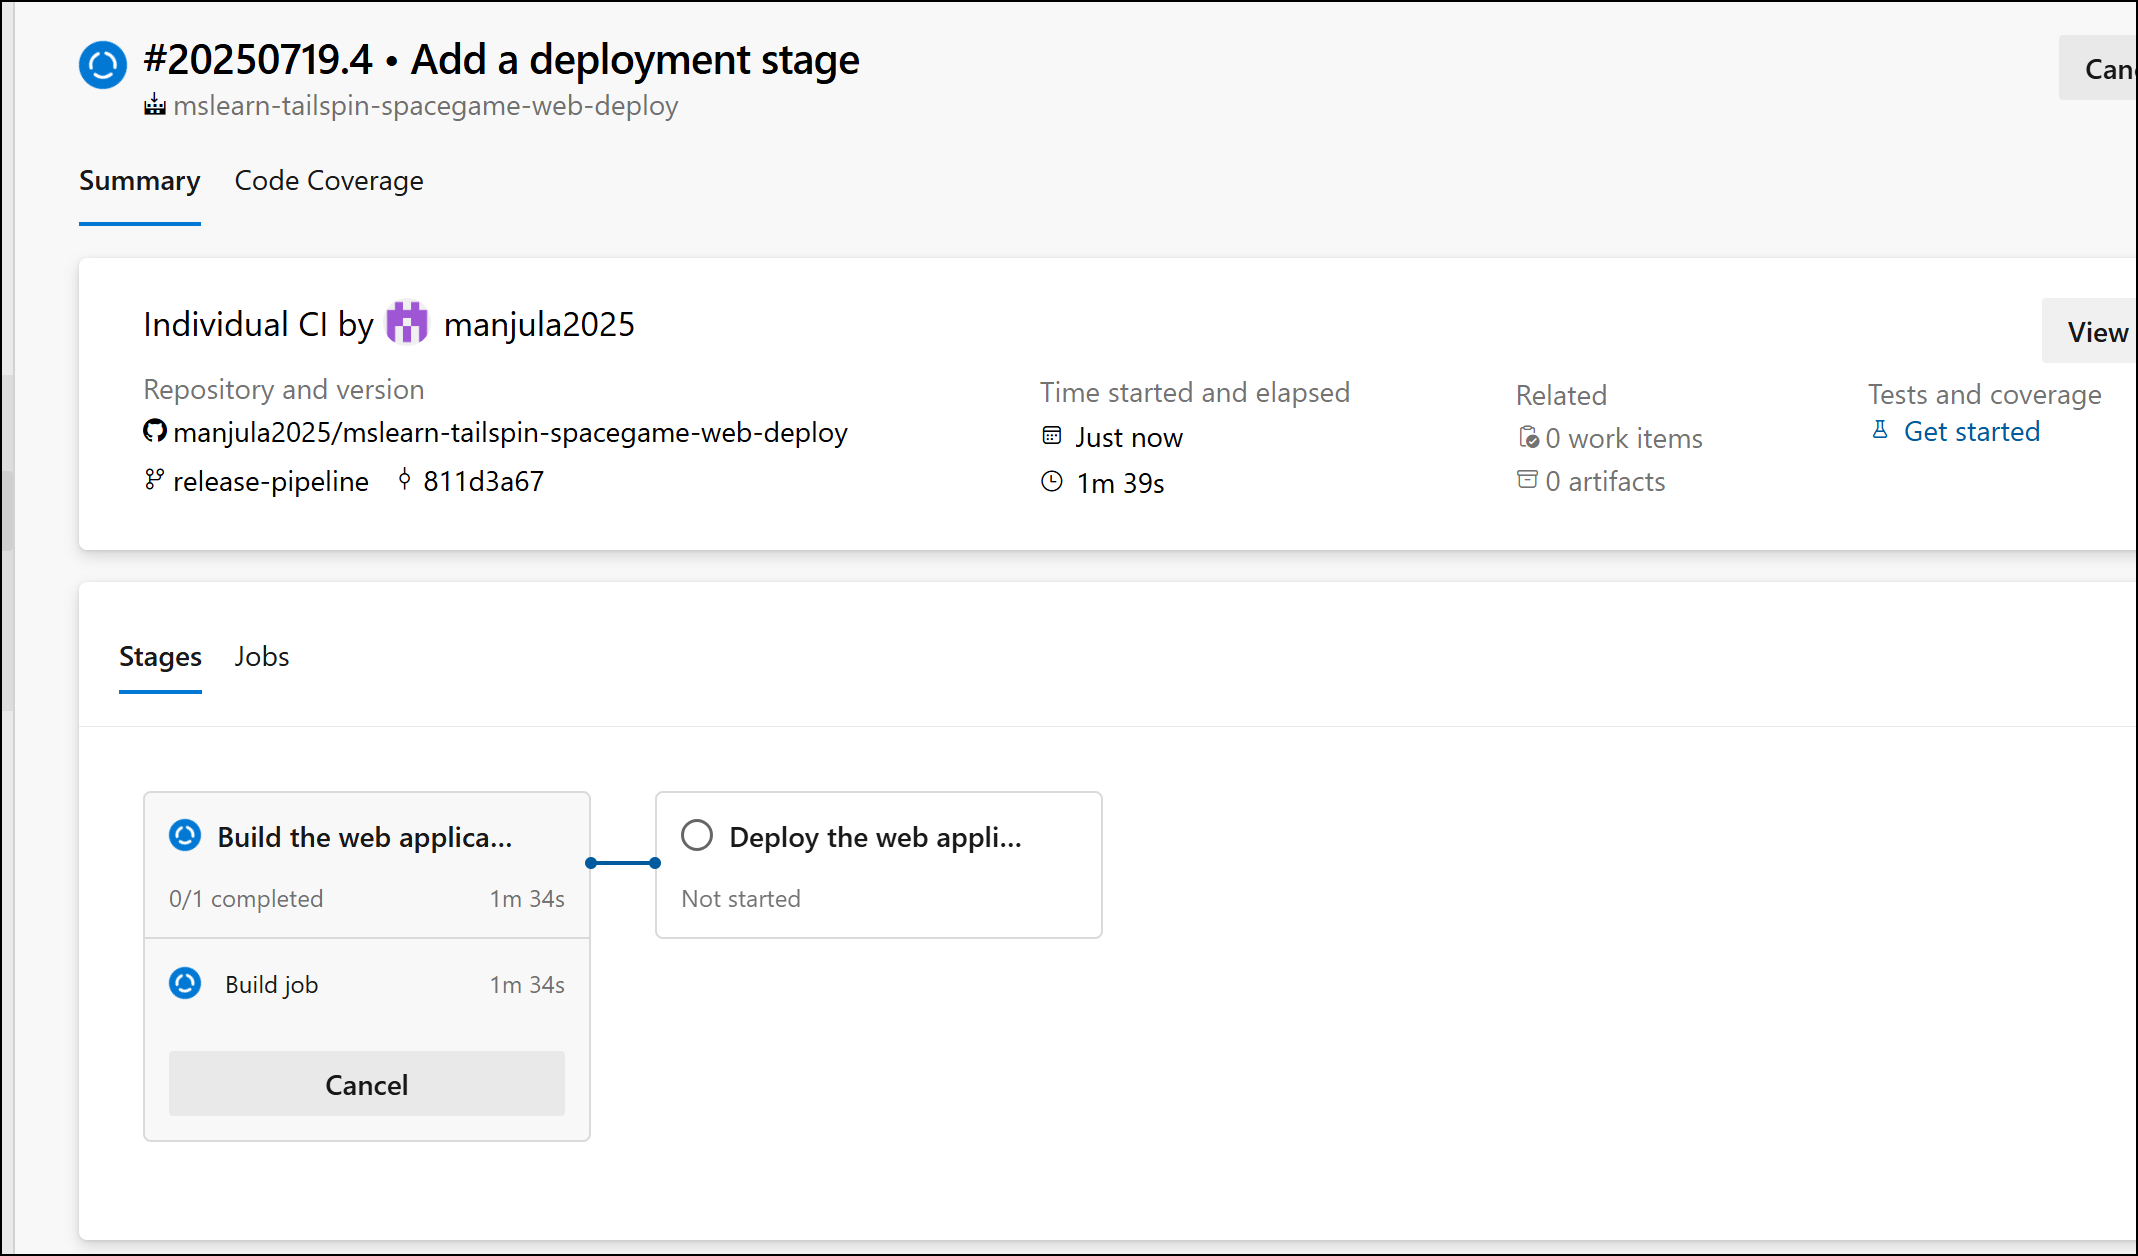 #20250719.4 • Add a deployment stage
mslearn-tailspin-spacegame-web-deploy
Summary Code Coverage
Individual CI by manjula2025
View
Repository and version
manjula2025/mslearn-tailspin-spacegame-web-deploy
release-pipeline 811d3a67
Time started and elapsed
Just now
1m 39s
Related
0 work items
0 artifacts
Tests and coverage
Get started
Stages Jobs
Build the web applica...
0/1 completed 1m 34s
Build job 1m 34s
Cancel
Deploy the web appli...
Not started